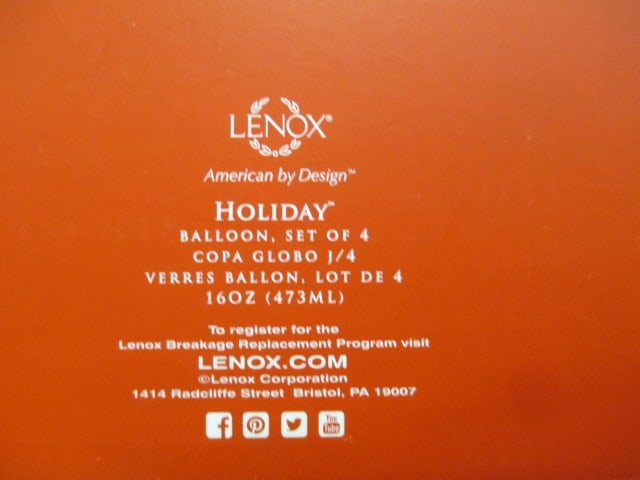 LENOX®
American by Design™
HOLIDAY™
BALLOON, SET OF 4
COPA GLOBO J/4
VERRES BALLON, LOT DE 4
16OZ (473ML)
To register for the
Lenox Breakage Replacement Program visit
LENOX.COM
©Lenox Corporation
1414 Radcliffe Street Bristol, PA 19007
f P You Tube